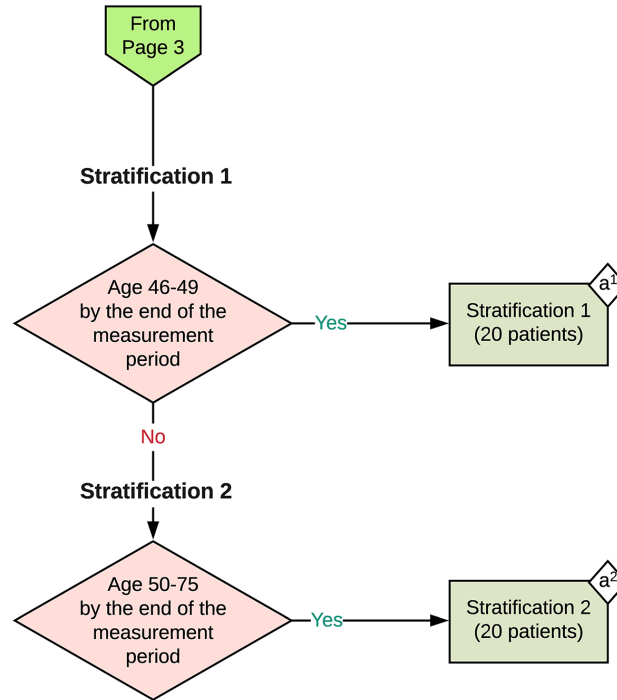 From
Page 3
Stratification 1
Age 46-49
by the end of the
measurement
period
Yes
Stratification 1
(20 patients)
a1
No
Stratification 2
Age 50-75
by the end of the
measurement
period
Yes
Stratification 2
(20 patients)
a2